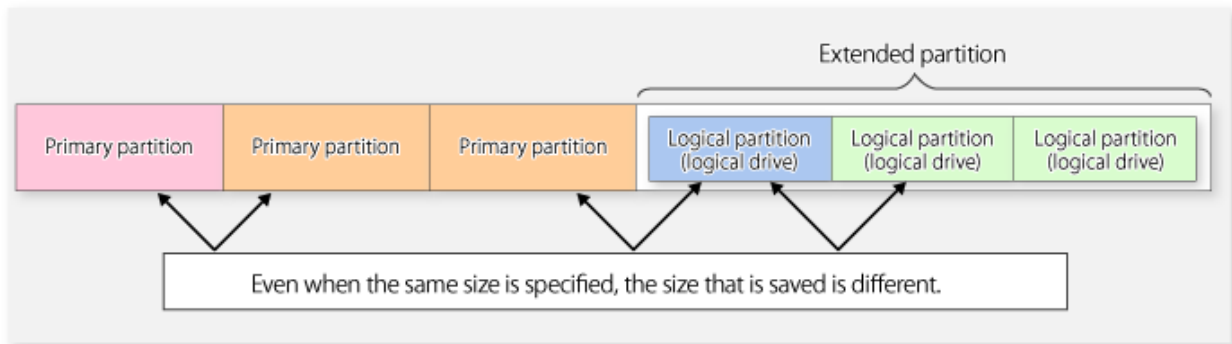 Extended partition
Primary partition
Primary partition
Primary partition
Logical partition
(logical drive)
Logical partition
(logical drive)
Logical partition
(logical drive)
Even when the same size is specified, the size that is saved is different.